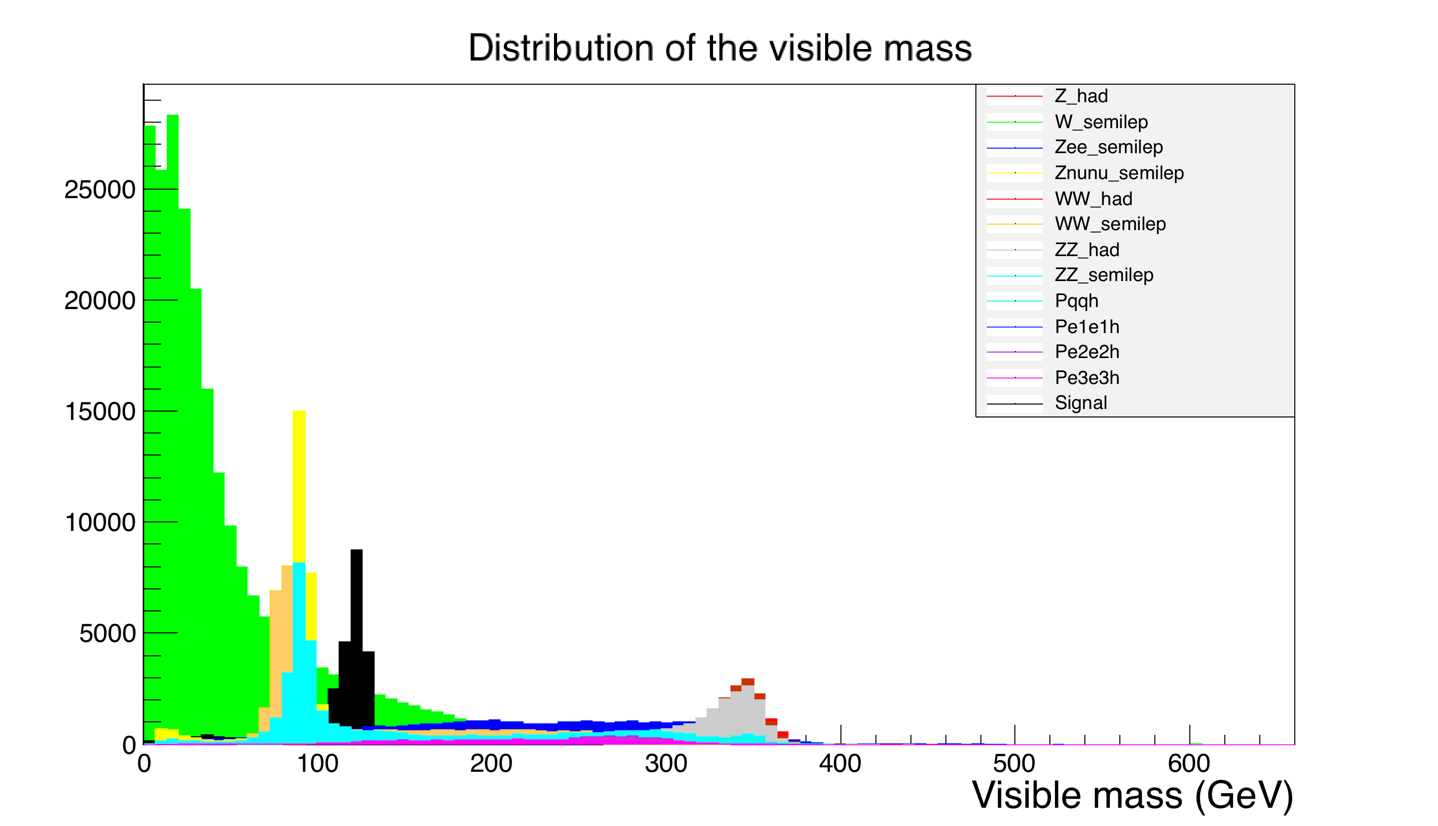 Distribution of the visible mass
Z_had
W_semilep
Zee_semilep
Znunu_semilep
WW_had
WW_semilep
ZZ_had
ZZ_semilep
Pqqh
Pe1e1h
Pe2e2h
Pe3e3h
Signal
25000
20000
15000
10000
5000
0
0 100 200 300 400 500 600
Visible mass (GeV)